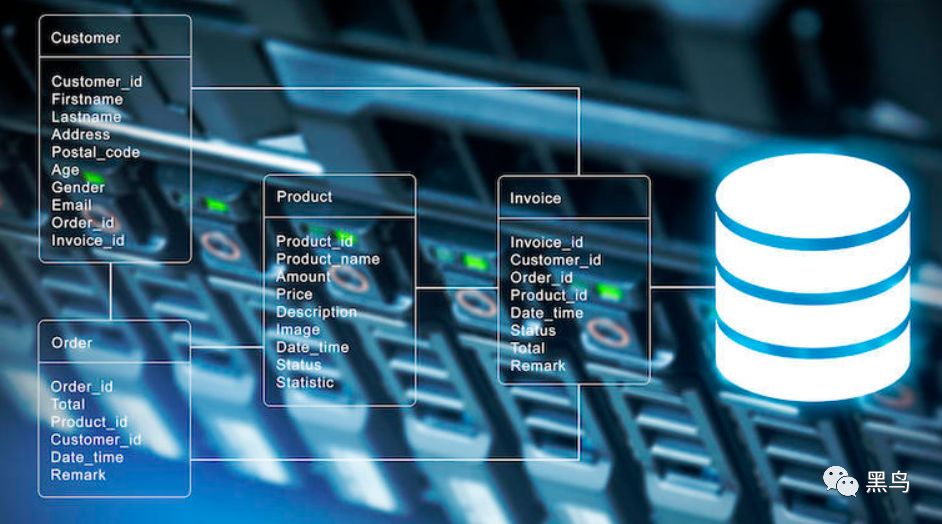 Customer
Customer_id
Firstname
Lastname
Address
Postal_code
Age
Gender
Email
Order_id
Invoice_id
Product
Product_id
Product_name
Amount
Price
Description
Image
Date_time
Status
Statistic
Invoice
Invoice_id
Customer_id
Order_id
Product_id
Date_time
Status
Total
Remark
Order
Order_id
Total
Product_id
Customer_id
Date_time
Remark
黑鸟